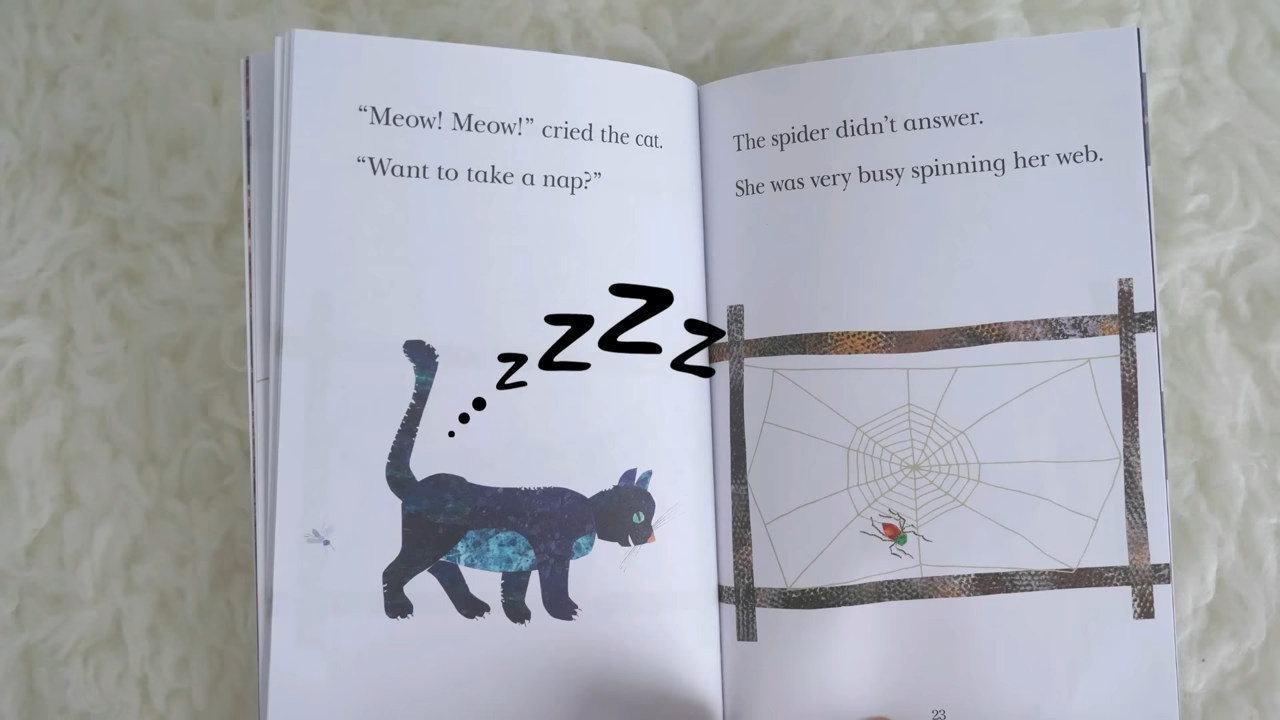 “Meow! Meow!” cried the cat.
“Want to take a nap?”
z z Z z
The spider didn’t answer.
She was very busy spinning her web.
23